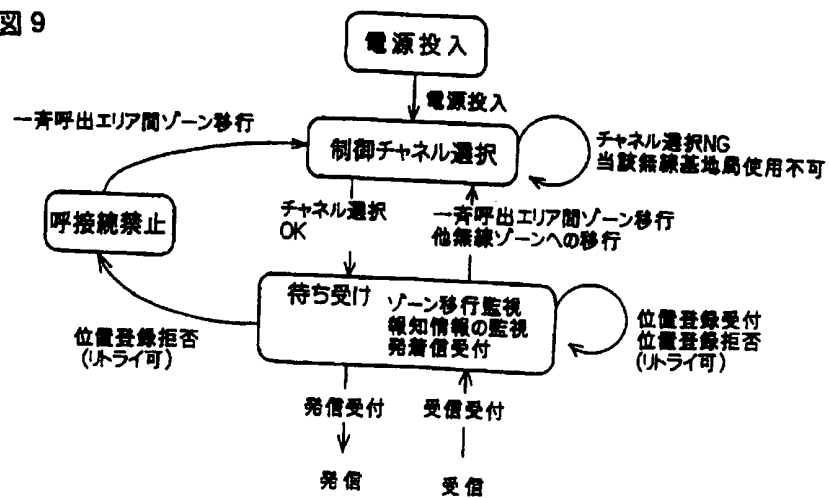 図9
電源投入
電源投入
一斉呼出エリア間ゾーン移行
制御チャネル選択
チャネル選択NG
当該無線基地局使用不可
呼接続禁止
チャネル選択
OK
一斉呼出エリア間ゾーン移行
他無線ゾーンへの移行
待ち受け
ゾーン移行監視
報知情報の監視
発着信受付
位置登録拒否
(リトライ可)
位置登録受付
位置登録拒否
(リトライ可)
発信受付
受信受付
発信
受信